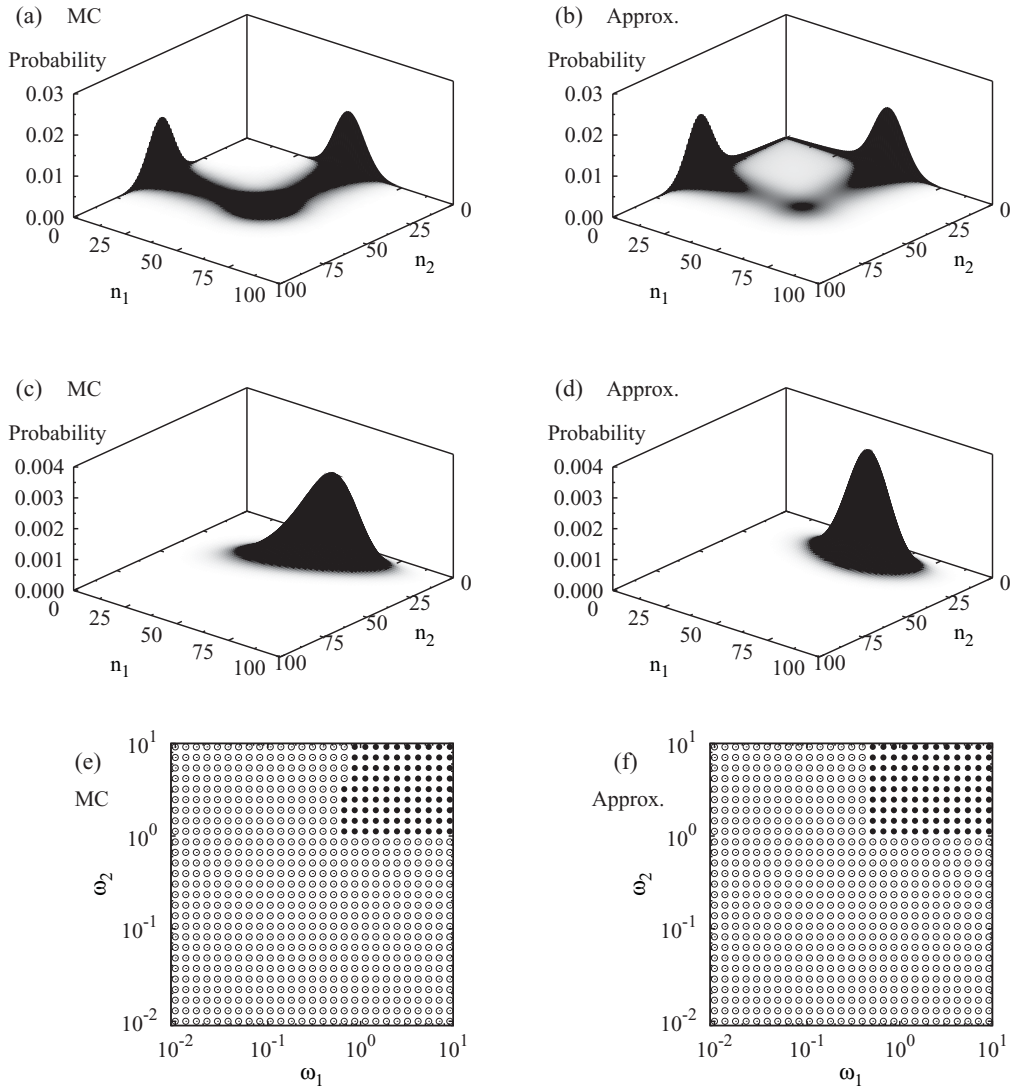 (a) MC
Probability
0.03
0.02
0.01
0.00
0
25
50
75
100
n1
100
75
50
25
0
n2
(b) Approx.
Probability
0.03
0.02
0.01
0.00
0
25
50
75
100
n1
100
75
50
25
0
n2
(c) MC
Probability
0.004
0.003
0.002
0.001
0.000
0
25
50
75
100
n1
100
75
50
25
0
n2
(d) Approx.
Probability
0.004
0.003
0.002
0.001
0.000
0
25
50
75
100
n1
100
75
50
25
0
n2
(e)
MC
10^1
10^0
10^-1
10^-2
ω2
10^-2 10^-1 10^0 10^1
ω1
(f)
Approx.
10^1
10^0
10^-1
10^-2
ω2
10^-2 10^-1 10^0 10^1
ω1